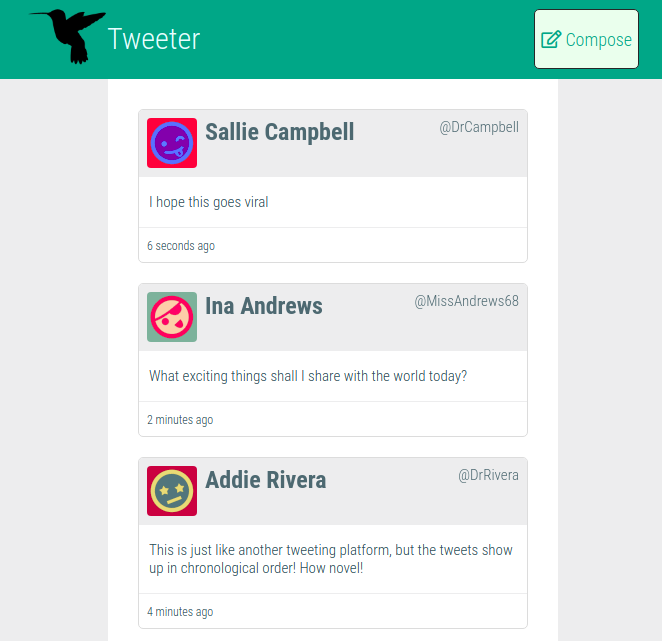 Tweeter
Compose
Sallie Campbell
@DrCampbell
I hope this goes viral
6 seconds ago
Ina Andrews
@MissAndrews68
What exciting things shall I share with the world today?
2 minutes ago
Addie Rivera
@DrRivera
This is just like another tweeting platform, but the tweets show
up in chronological order! How novel!
4 minutes ago